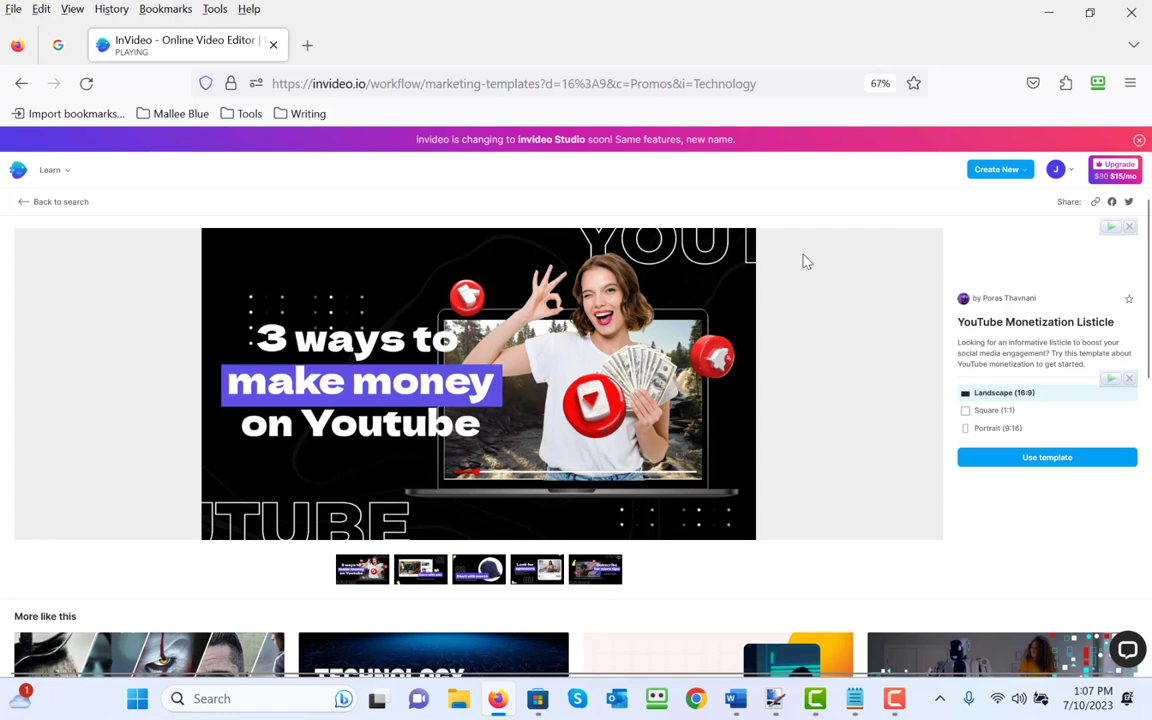 File Edit View History Bookmarks Tools Help
InVideo - Online Video Editor |
PLAYING
https://invideo.io/workflow/marketing-templates?d=16%3A9&c=Promos&i=Technology
67%
Import bookmarks...
Mallee Blue
Tools
Writing
invideo is changing to invideo Studio soon! Same features, new name.
Learn
Create New
J
Upgrade
$30 $15/mo
Back to search
Share:
YOUT
3 ways to
make money
on Youtube
UTUBE
by Poras Thavnani
YouTube Monetization Listicle
Looking for an informative listicle to boost your
social media engagement? Try this template about
YouTube monetization to get started.
Landscape (16:9)
Square (1:1)
Portrait (9:16)
Use template
More like this
TECHNOLOGY
1
Search
1:07 PM
7/10/2023